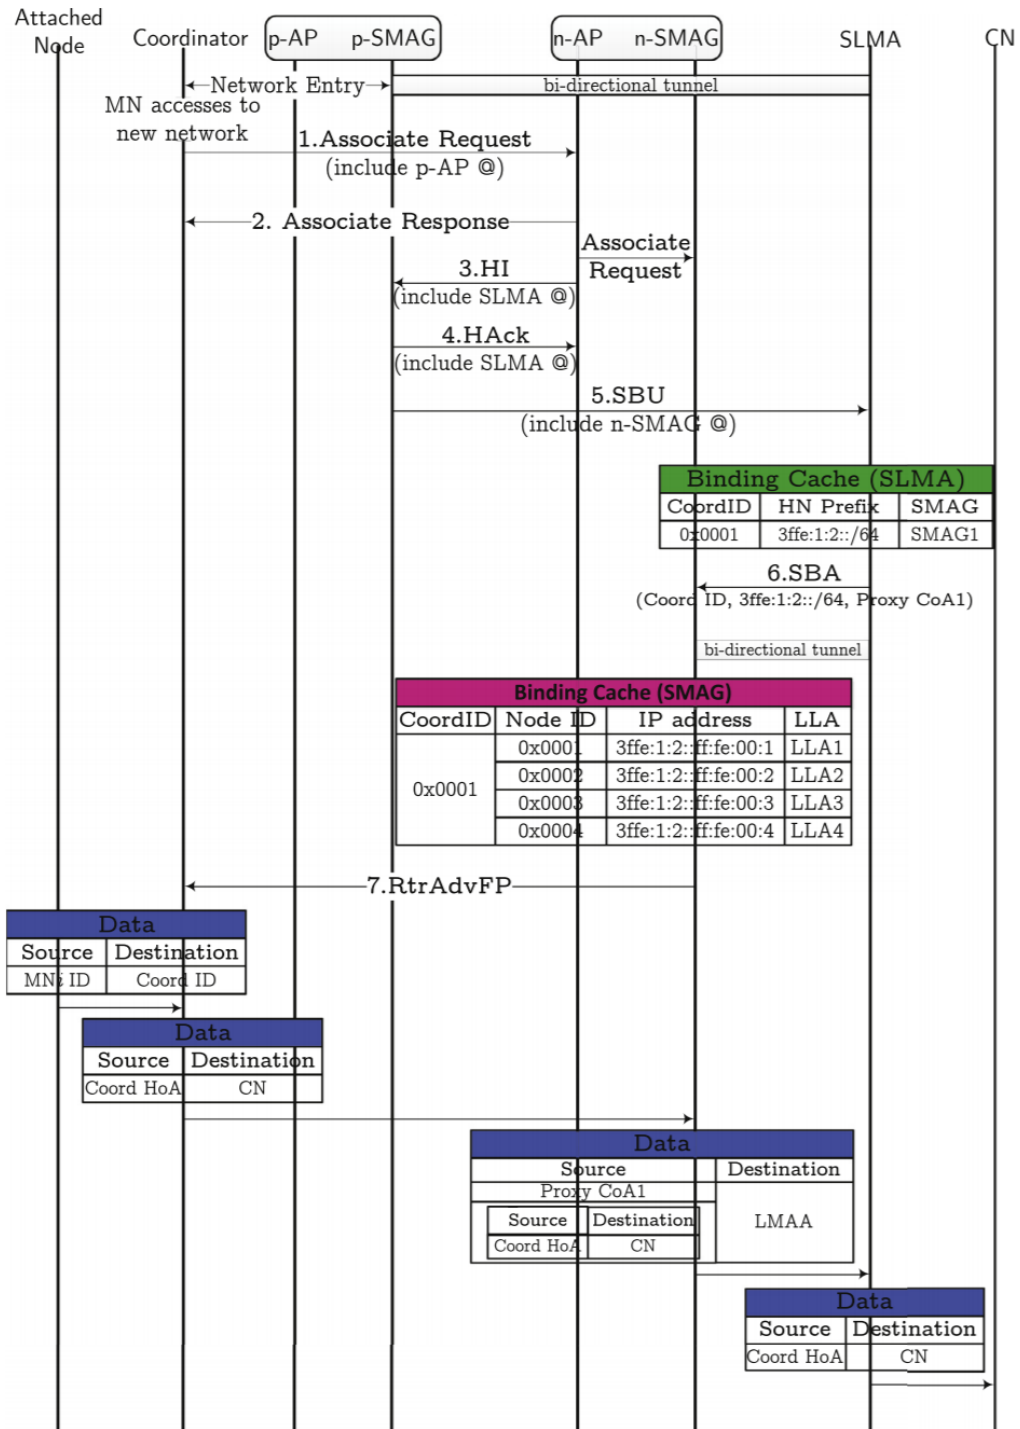 Attached
Node
Coordinator
p-AP
p-SMAG
n-AP
n-SMAG
SLMA
CN
Network Entry
bi-directional tunnel
MN accesses to
new network
1.Associate Request
(include p-AP @)
2. Associate Response
Associate
Request
3.HI
(include SLMA @)
4.HAck
(include SLMA @)
5.SBU
(include n-SMAG @)
Binding Cache (SLMA)
CoordID HN Prefix SMAG
0x0001 3ffe:1:2::/64 SMAG1
6.SBA
(Coord ID, 3ffe:1:2::/64, Proxy CoA1)
bi-directional tunnel
Binding Cache (SMAG)
CoordID Node ID IP address LLA
0x0001
0x0001 3ffe:1:2::ff:fe:00:1 LLA1
0x0002 3ffe:1:2::ff:fe:00:2 LLA2
0x0003 3ffe:1:2::ff:fe:00:3 LLA3
0x0004 3ffe:1:2::ff:fe:00:4 LLA4
7.RtrAdvFP
Data
Source Destination
MNi ID Coord ID
Data
Source Destination
Coord HoA CN
Data
Source Destination
Proxy CoA1
LMAA
Source Destination
Coord HoA CN
Data
Source Destination
Coord HoA CN